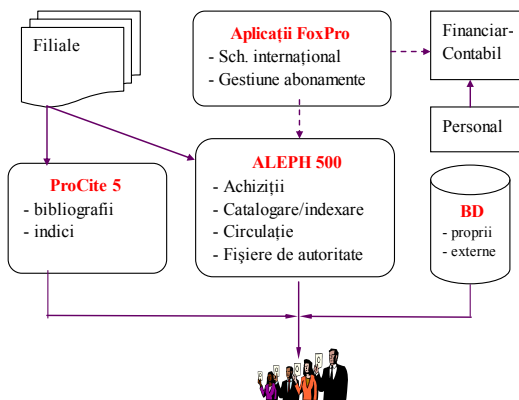 Filiale
Aplicații FoxPro
- Sch. internațional
- Gestiune abonamente
Financiar-
Contabil
Personal
ProCite 5
- bibliografii
- indici
ALEPH 500
- Achiziții
- Catalogare/indexare
- Circulație
- Fișiere de autoritate
BD
- proprii
- externe